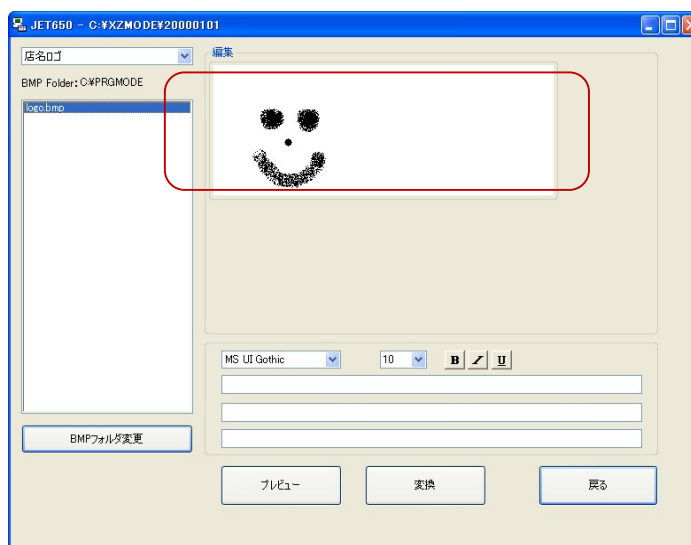 JET650 - C:¥XZMODE¥20000101
店名ロゴ
編集
BMP Folder: C:¥PRGMODE
logo.bmp
MS UI Gothic
10
B I U
BMPフォルダ変更
プレビュー
変換
戻る